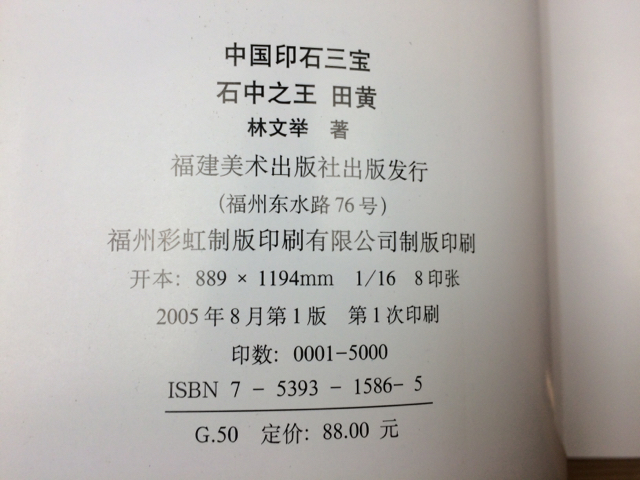 中国印石三宝
石中之王 田黄
林文举 著
福建美术出版社出版发行
(福州东水路76号)
福州彩虹制版印刷有限公司制版印刷
开本: 889 × 1194mm 1/16 8印张
2005年8月第1版 第1次印刷
印数: 0001-5000
ISBN 7 - 5393 - 1586- 5
G.50 定价: 88.00 元